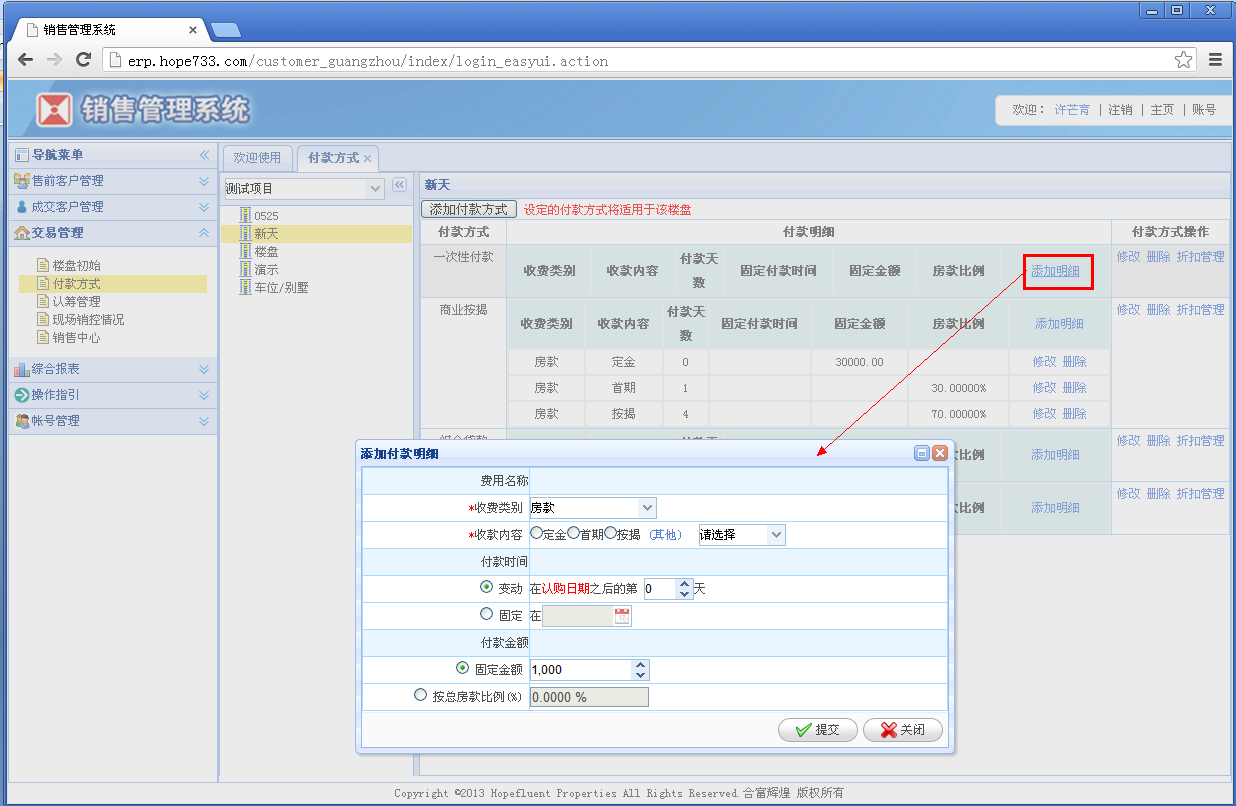 销售管理系统
erp.hope733.com/customer_guangzhou/index/login_easyui.action
销售管理系统
欢迎： 许芒育 | 注销 | 主页 | 账号
导航菜单
售前客户管理
成交客户管理
交易管理
楼盘初始
付款方式
认筹管理
现场销控情况
销售中心
综合报表
操作指引
帐号管理
欢迎使用
付款方式
测试项目
0525
新天
楼盘
演示
车位/别墅
新天
添加付款方式 设定的付款方式将适用于该楼盘
付款方式 付款明细 付款方式操作
一次性付款 收费类别 收款内容 付款天数 固定付款时间 固定金额 房款比例 添加明细 修改 删除 折扣管理
商业按揭 收费类别 收款内容 付款天数 固定付款时间 固定金额 房款比例 添加明细 修改 删除 折扣管理
房款 定金 0 30000.00 修改 删除
房款 首期 1 30.00000% 修改 删除
房款 按揭 4 70.00000% 修改 删除
比例 添加明细 修改 删除 折扣管理
比例 添加明细 修改 删除 折扣管理
添加付款明细
费用名称
*收费类别 房款
*收款内容 定金 首期 按揭 (其他) 请选择
付款时间
变动 在认购日期之后的第 0 天
固定 在
付款金额
固定金额 1,000
按总房款比例(%) 0.0000 %
提交 关闭
Copyright ©2013 Hopefluent Properties All Rights Reserved.合富辉煌 版权所有